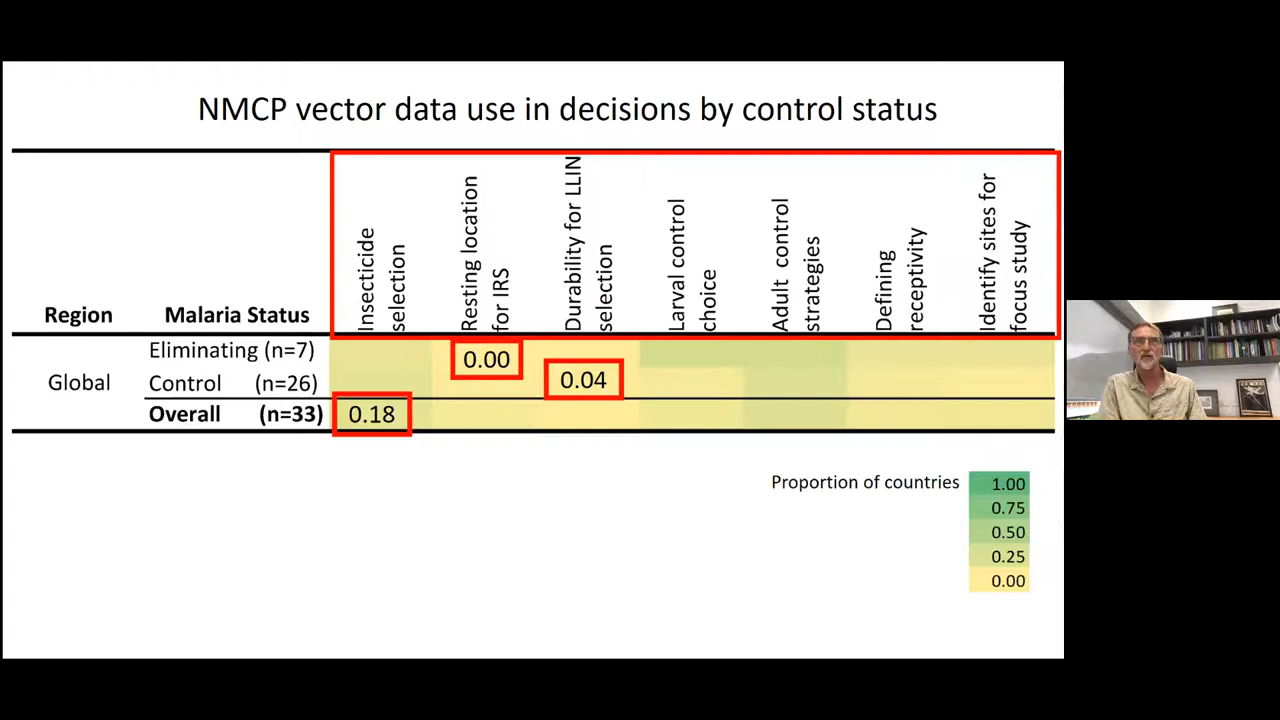 NMCP vector data use in decisions by control status
Region
Malaria Status
Insecticide
selection
Resting location
for IRS
Durability for LLIN
selection
Larval control
choice
Adult control
strategies
Defining
receptivity
Identify sites for
focus study
Global
Eliminating (n=7)
0.00
Control (n=26)
0.04
Overall (n=33)
0.18
Proportion of countries
1.00
0.75
0.50
0.25
0.00